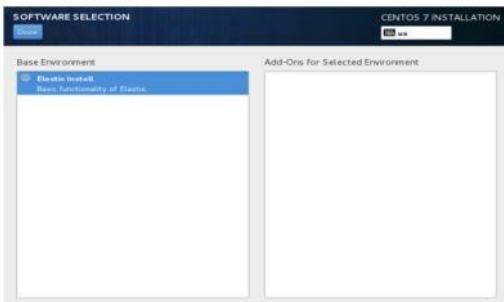 SOFTWARE SELECTION
CENTOS 7 INSTALLATION
Done
us
Base Environment
Add-Ons for Selected Environment
Elastic Install
Basic functionality of Elastic.